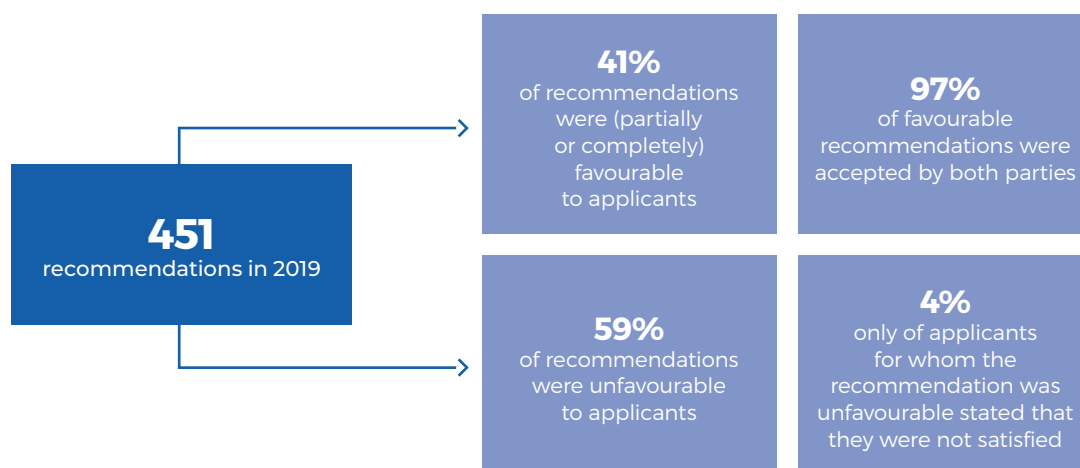 451
recommendations in 2019
41%
of recommendations
were (partially
or completely)
favourable
to applicants
97%
of favourable
recommendations were
accepted by both parties
59%
of recommendations
were unfavourable
to applicants
4%
only of applicants
for whom the
recommendation was
unfavourable stated that
they were not satisfied